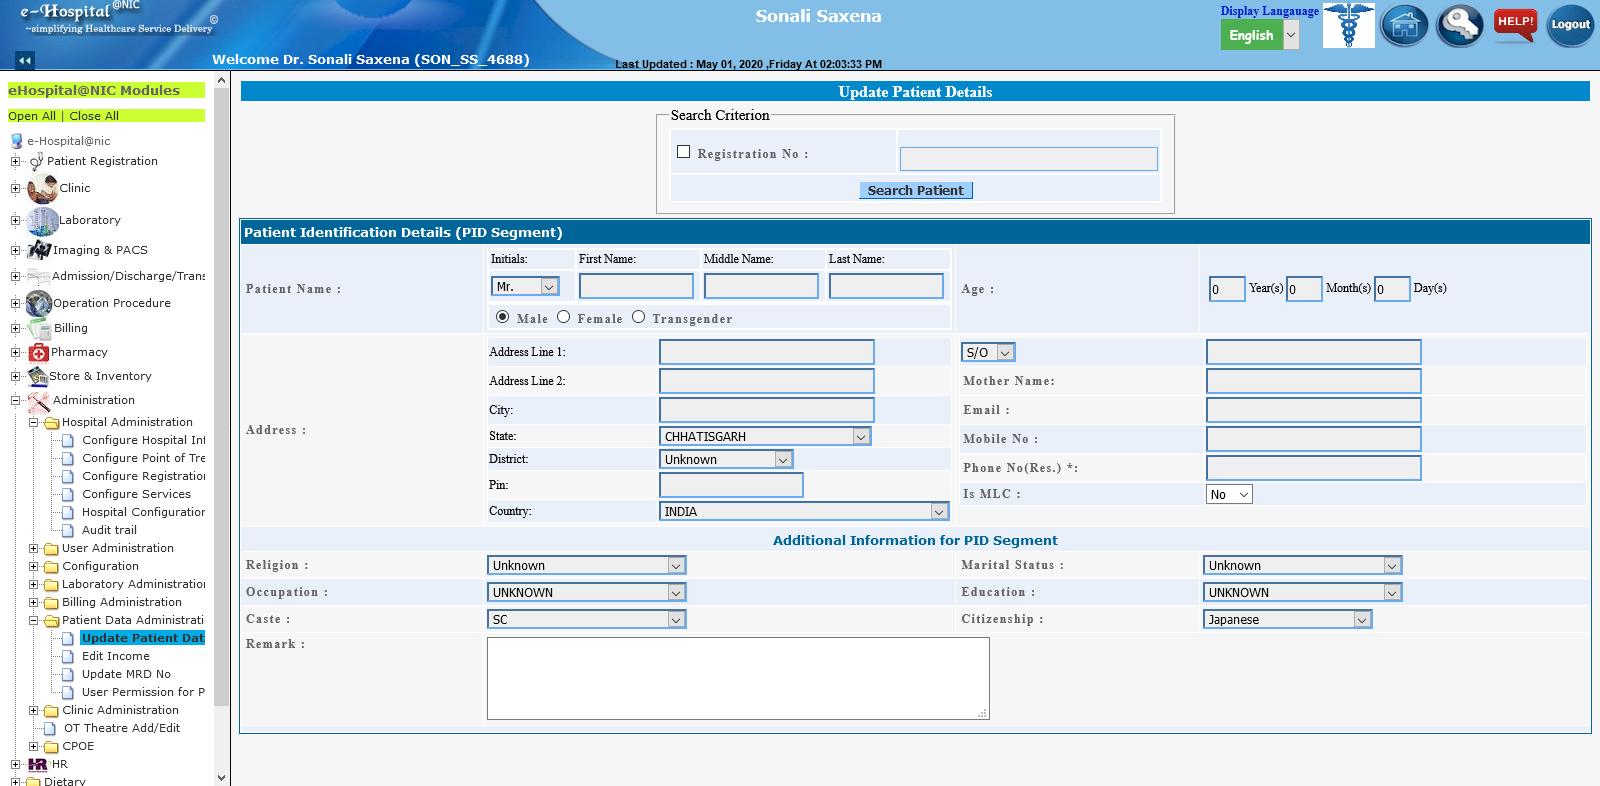 e-Hospital @NIC
~simplifying Healthcare Service Delivery ©
Sonali Saxena
Display Langauage
English
HELP!
Logout
Welcome Dr. Sonali Saxena (SON_SS_4688)
Last Updated : May 01, 2020 ,Friday At 02:03:33 PM
eHospital@NIC Modules
Open All | Close All
e-Hospital@nic
Patient Registration
Clinic
Laboratory
Imaging & PACS
Admission/Discharge/Trans
Operation Procedure
Billing
Pharmacy
Store & Inventory
Administration
Hospital Administration
Configure Hospital Inf
Configure Point of Tre
Configure Registration
Configure Services
Hospital Configuration
Audit trail
User Administration
Configuration
Laboratory Administration
Billing Administration
Patient Data Administrati
Update Patient Dat
Edit Income
Update MRD No
User Permission for P
Clinic Administration
OT Theatre Add/Edit
CPOE
HR HR
Dietary
Update Patient Details
Search Criterion
Registration No :
Search Patient
Patient Identification Details (PID Segment)
Patient Name :
Initials: First Name: Middle Name: Last Name:
Mr.
Male Female Transgender
Age :
0 Year(s) 0 Month(s) 0 Day(s)
Address :
Address Line 1:
Address Line 2:
City:
State: CHHATISGARH
District: Unknown
Pin:
Country: INDIA
S/O
Mother Name:
Email :
Mobile No :
Phone No(Res.) *:
Is MLC : No
Additional Information for PID Segment
Religion : Unknown Marital Status : Unknown
Occupation : UNKNOWN Education : UNKNOWN
Caste : SC Citizenship : Japanese
Remark :